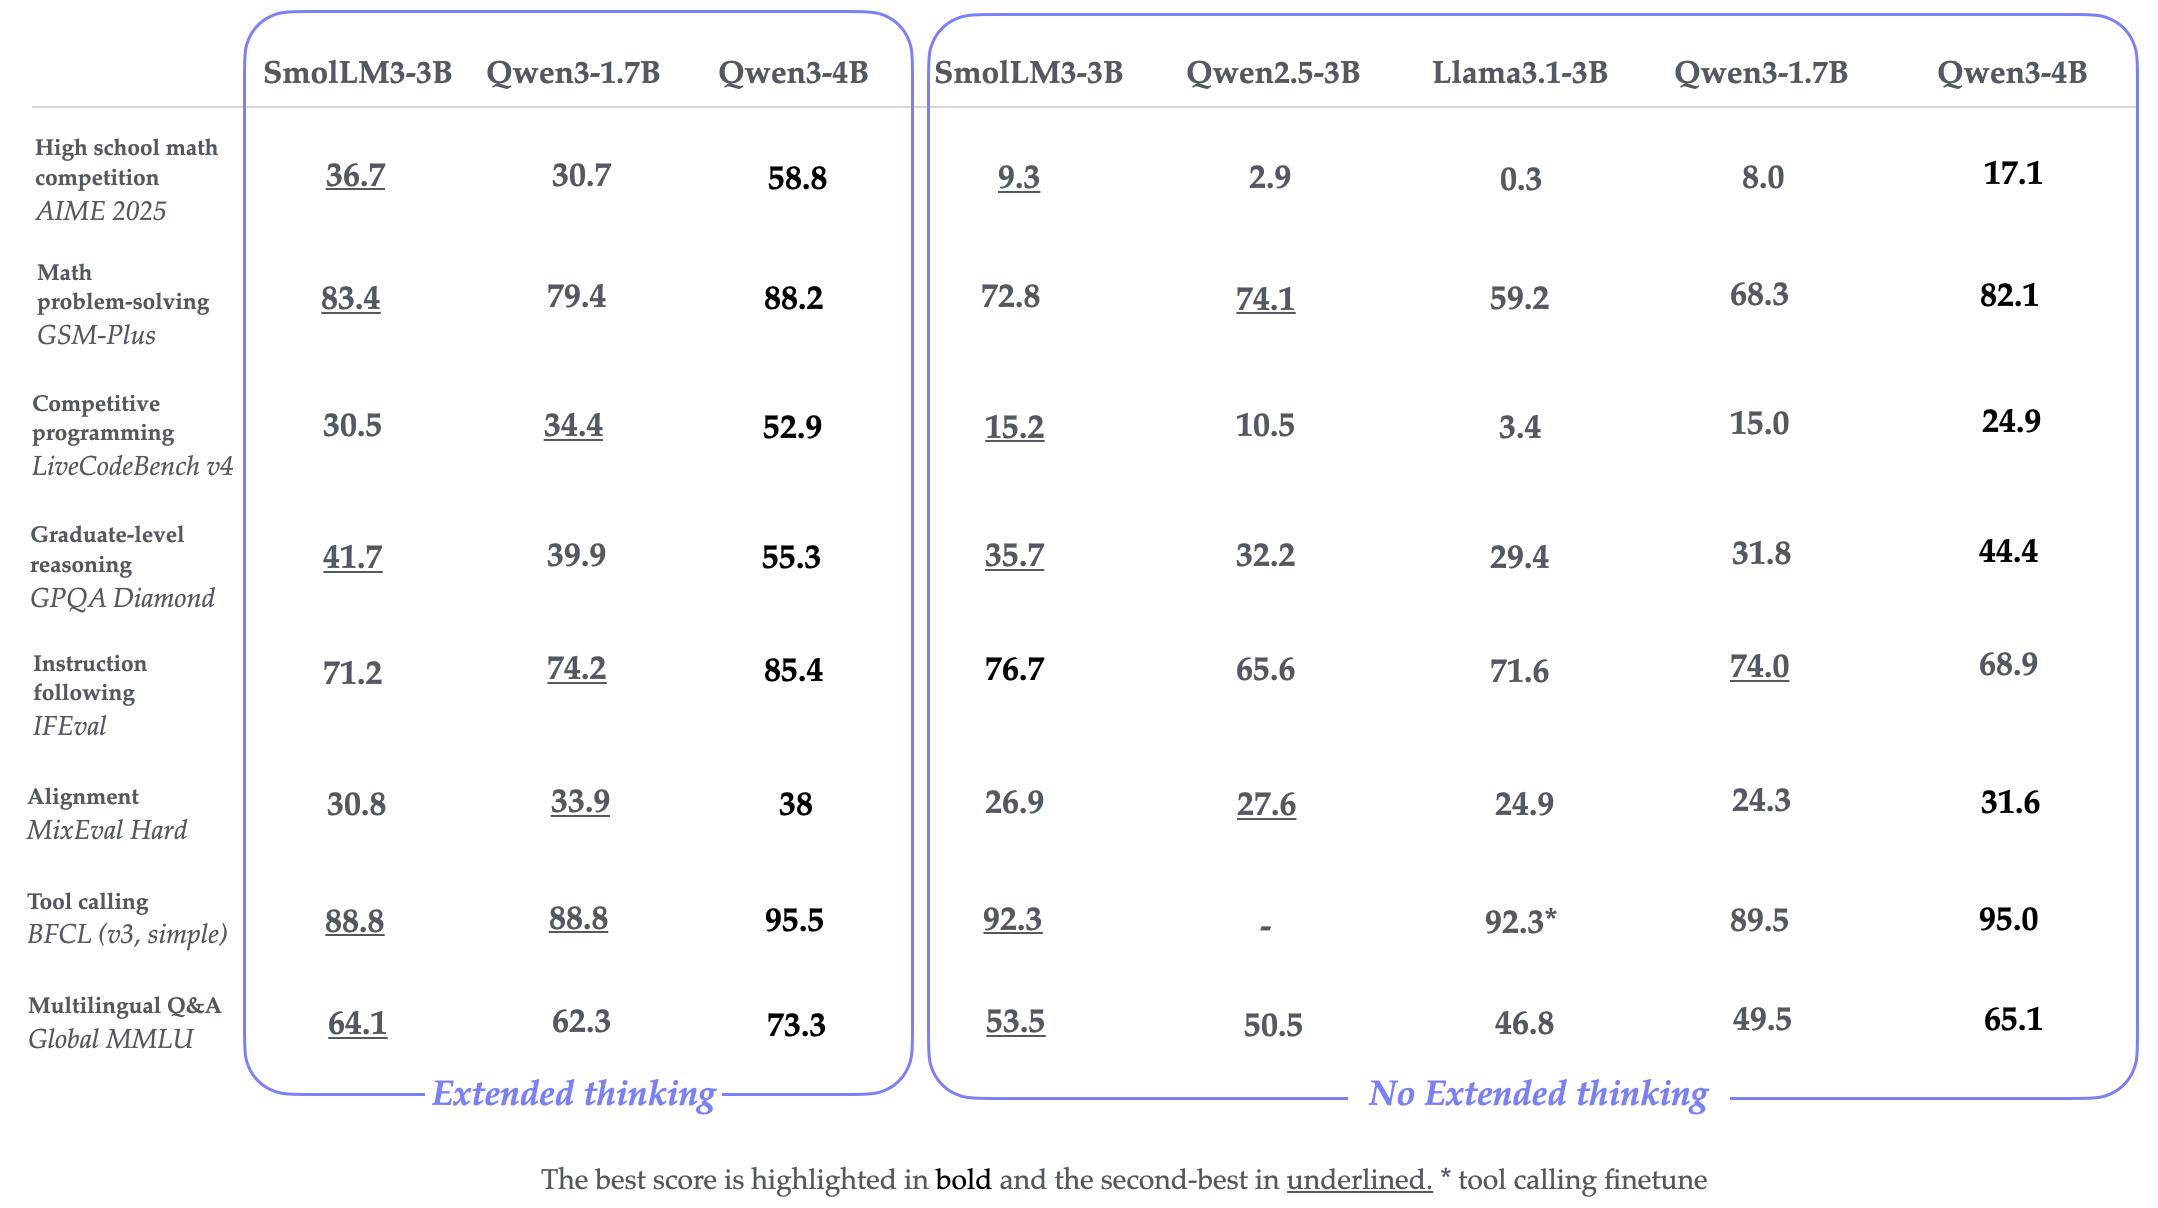 SmolLM3-3B Qwen3-1.7B Qwen3-4B SmolLM3-3B Qwen2.5-3B Llama3.1-3B Qwen3-1.7B Qwen3-4B
High school math
competition 36.7 30.7 58.8 9.3 2.9 0.3 8.0 17.1
AIME 2025
Math
problem-solving 83.4 79.4 88.2 72.8 74.1 59.2 68.3 82.1
GSM-Plus
Competitive
programming 30.5 34.4 52.9 15.2 10.5 3.4 15.0 24.9
LiveCodeBench v4
Graduate-level
reasoning 41.7 39.9 55.3 35.7 32.2 29.4 31.8 44.4
GPQA Diamond
Instruction
following 71.2 74.2 85.4 76.7 65.6 71.6 74.0 68.9
IFEval
Alignment 30.8 33.9 38 26.9 27.6 24.9 24.3 31.6
MixEval Hard
Tool calling 88.8 88.8 95.5 92.3 - 92.3* 89.5 95.0
BFCL (v3, simple)
Multilingual Q&A 64.1 62.3 73.3 53.5 50.5 46.8 49.5 65.1
Global MMLU
Extended thinking No Extended thinking
The best score is highlighted in bold and the second-best in underlined. * tool calling finetune